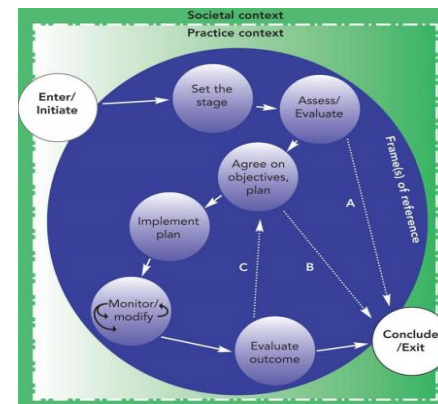 Societal context
Practice context
Enter/
Initiate
Set the
stage
Assess/
Evaluate
Agree on
objectives,
plan
Frame(s) of reference
A
Implement
plan
C
B
Monitor/
modify
Evaluate
outcome
Conclude
/Exit